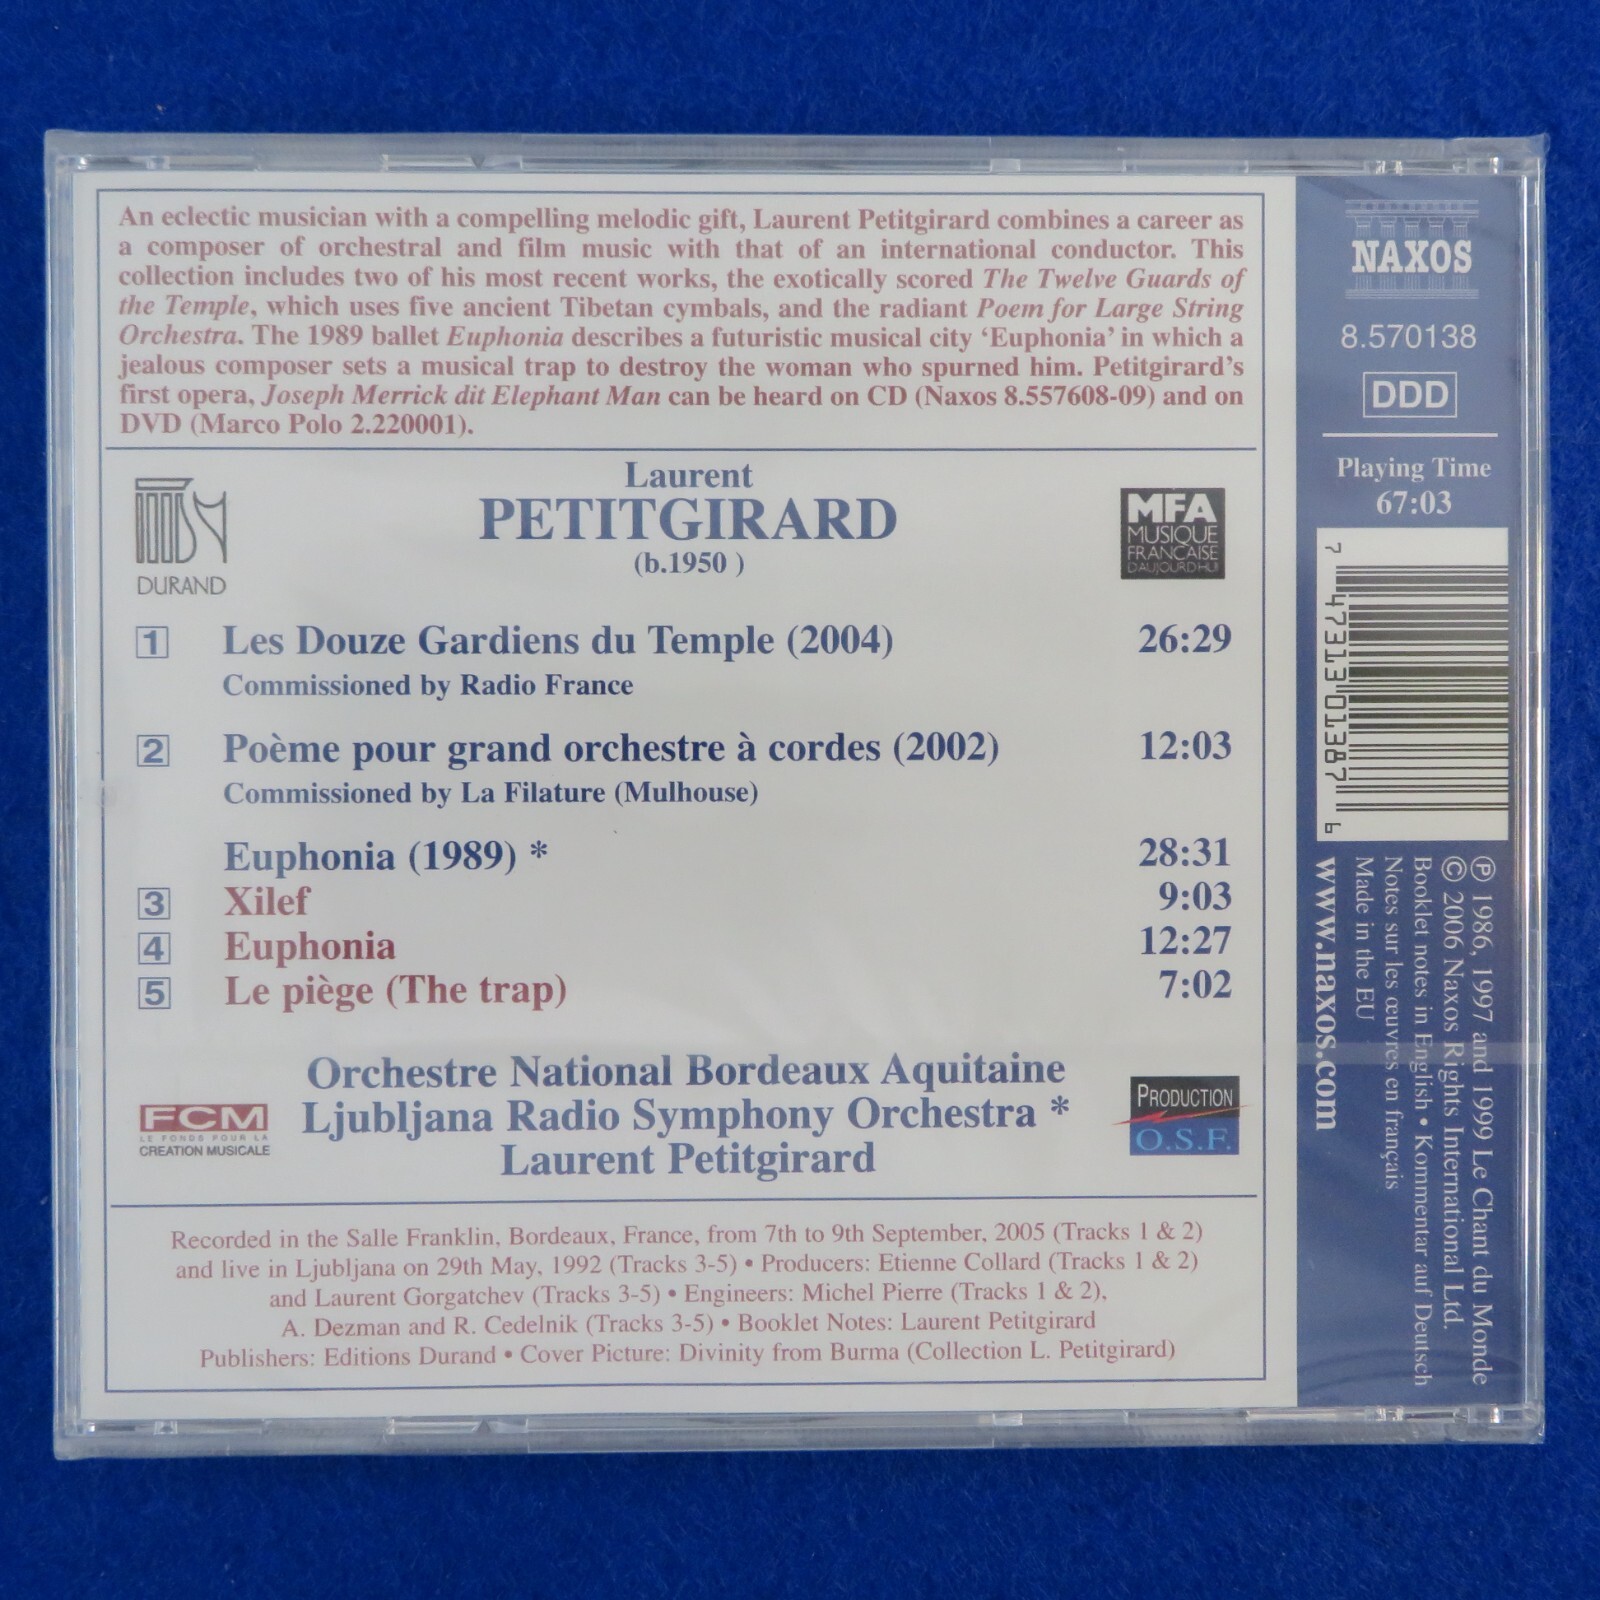 An eclectic musician with a compelling melodic gift, Laurent Petitgirard combines a career as
a composer of orchestral and film music with that of an international conductor. This
collection includes two of his most recent works, the exotically scored The Twelve Guards of
the Temple, which uses five ancient Tibetan cymbals, and the radiant Poem for Large String
Orchestra. The 1989 ballet Euphonia describes a futuristic musical city ‘Euphonia’ in which a
jealous composer sets a musical trap to destroy the woman who spurned him. Petitgirard’s
first opera, Joseph Merrick dit Elephant Man can be heard on CD (Naxos 8.557608-09) and on
DVD (Marco Polo 2.220001).
DURAND
Laurent
PETITGIRARD
(b.1950 )
MFA
MUSIQUE
FRANÇAISE
D'AUJOURD'HUI
1 Les Douze Gardiens du Temple (2004) 26:29
Commissioned by Radio France
2 Poème pour grand orchestre à cordes (2002) 12:03
Commissioned by La Filature (Mulhouse)
Euphonia (1989) * 28:31
3 Xilef 9:03
4 Euphonia 12:27
5 Le piège (The trap) 7:02
Orchestre National Bordeaux Aquitaine
Ljubljana Radio Symphony Orchestra *
Laurent Petitgirard
FCM
LE FONDS POUR LA
CREATION MUSICALE
PRODUCTION
O.S.F.
Recorded in the Salle Franklin, Bordeaux, France, from 7th to 9th September, 2005 (Tracks 1 & 2)
and live in Ljubljana on 29th May, 1992 (Tracks 3-5) • Producers: Etienne Collard (Tracks 1 & 2)
and Laurent Gorgatchev (Tracks 3-5) • Engineers: Michel Pierre (Tracks 1 & 2),
A. Dezman and R. Cedelnik (Tracks 3-5) • Booklet Notes: Laurent Petitgirard
Publishers: Editions Durand • Cover Picture: Divinity from Burma (Collection L. Petitgirard)
NAXOS
8.570138
DDD
Playing Time
67:03
7 47313 01387 6
℗ 1986, 1997 and 1999 Le Chant du Monde
© 2006 Naxos Rights International Ltd.
Booklet notes in English • Kommentar auf Deutsch
Notes sur les œuvres en français
Made in the EU
www.naxos.com